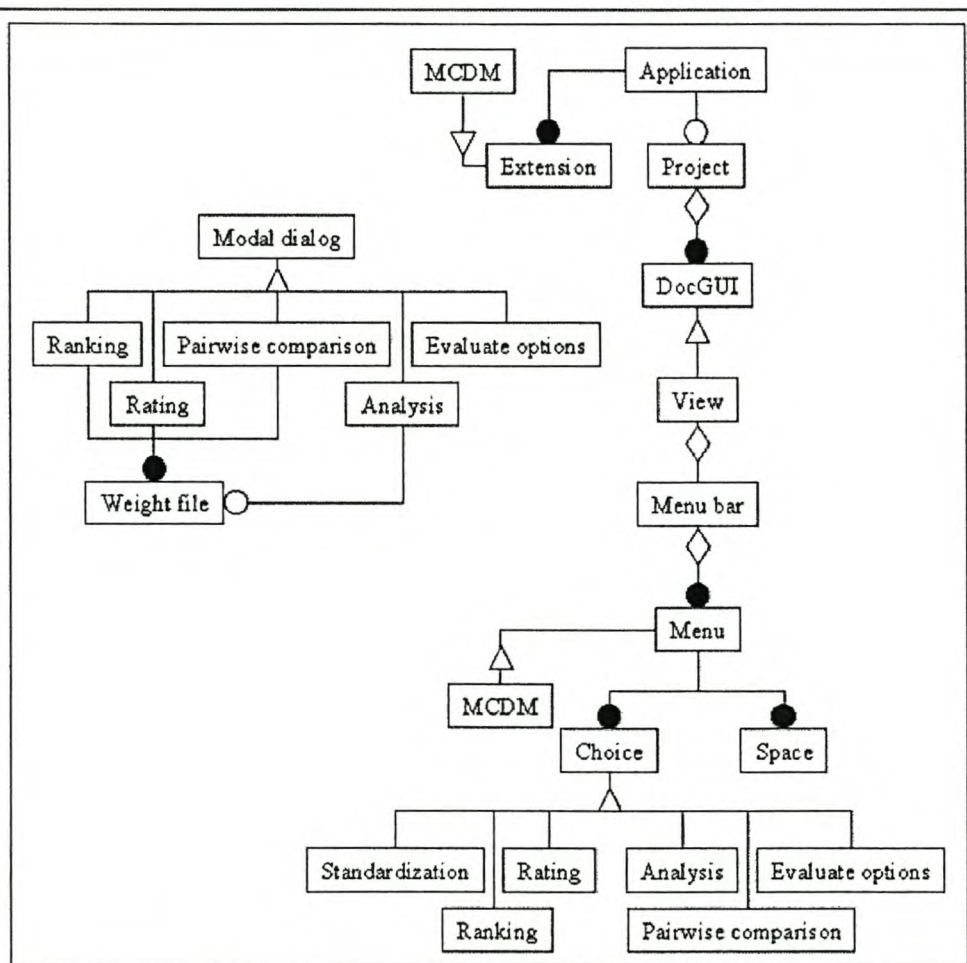 MCDM
Application
Extension
Project
Modal dialog
DocGUI
Ranking
Pairwise comparison
Evaluate options
Rating
Analysis
View
Weight file
Menu bar
Menu
MCDM
Choice
Space
Standardization
Rating
Analysis
Evaluate options
Ranking
Pairwise comparison